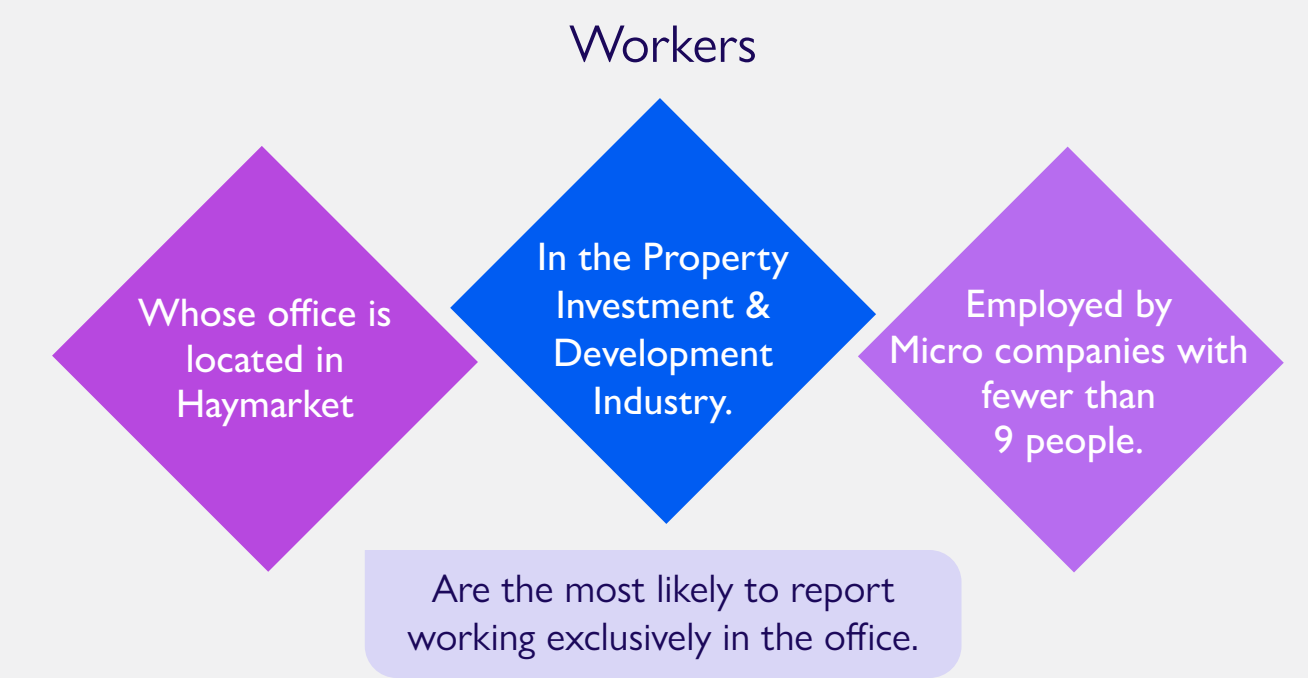 Workers
Whose office is
located in
Haymarket
In the Property
Investment &
Development
Industry.
Employed by
Micro companies with
fewer than
9 people.
Are the most likely to report
working exclusively in the office.